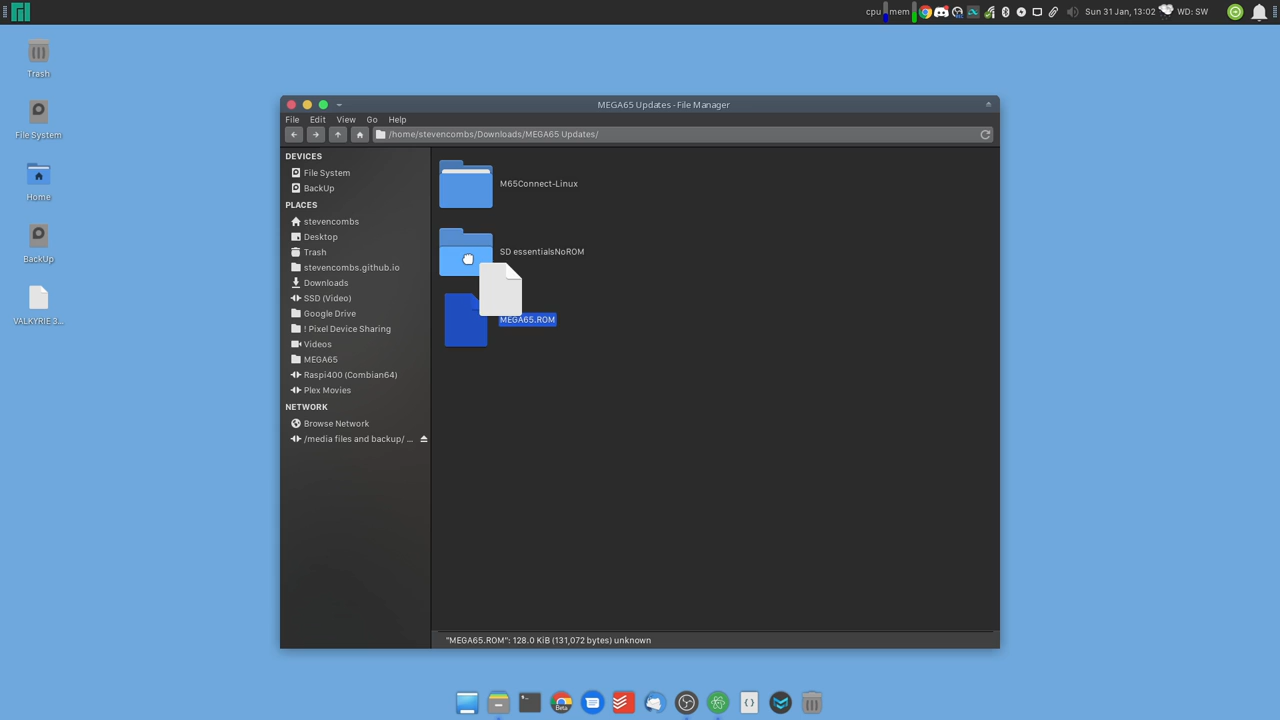 cpu mem Sun 31 Jan, 13:02 WD: SW
Trash
File System
Home
BackUp
VALKYRIE 3...
MEGA65 Updates - File Manager
File Edit View Go Help
/home/stevencombs/Downloads/MEGA65 Updates/
DEVICES
File System
BackUp
PLACES
stevencombs
Desktop
Trash
stevencombs.github.io
Downloads
SSD (Video)
Google Drive
! Pixel Device Sharing
Videos
MEGA65
Raspi400 (Combian64)
Plex Movies
NETWORK
Browse Network
/media files and backup/ ...
M65Connect-Linux
SD essentialsNoROM
MEGA65.ROM
"MEGA65.ROM": 128.0 KiB (131,072 bytes) unknown
Beta